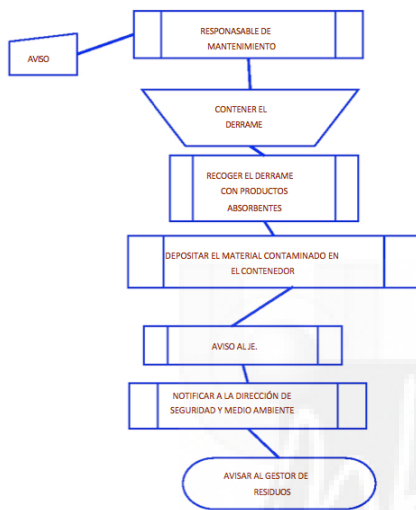 AVISO
RESPONASABLE DE
MANTENIMIENTO
CONTENER EL
DERRAME
RECOGER EL DERRAME
CON PRODUCTOS
ABSORBENTES
DEPOSITAR EL MATERIAL CONTAMINADO EN
EL CONTENEDOR
AVISO AL JE.
NOTIFICAR A LA DIRECCIÓN DE
SEGURIDAD Y MEDIO AMBIENTE
AVISAR AL GESTOR DE
RESIDUOS